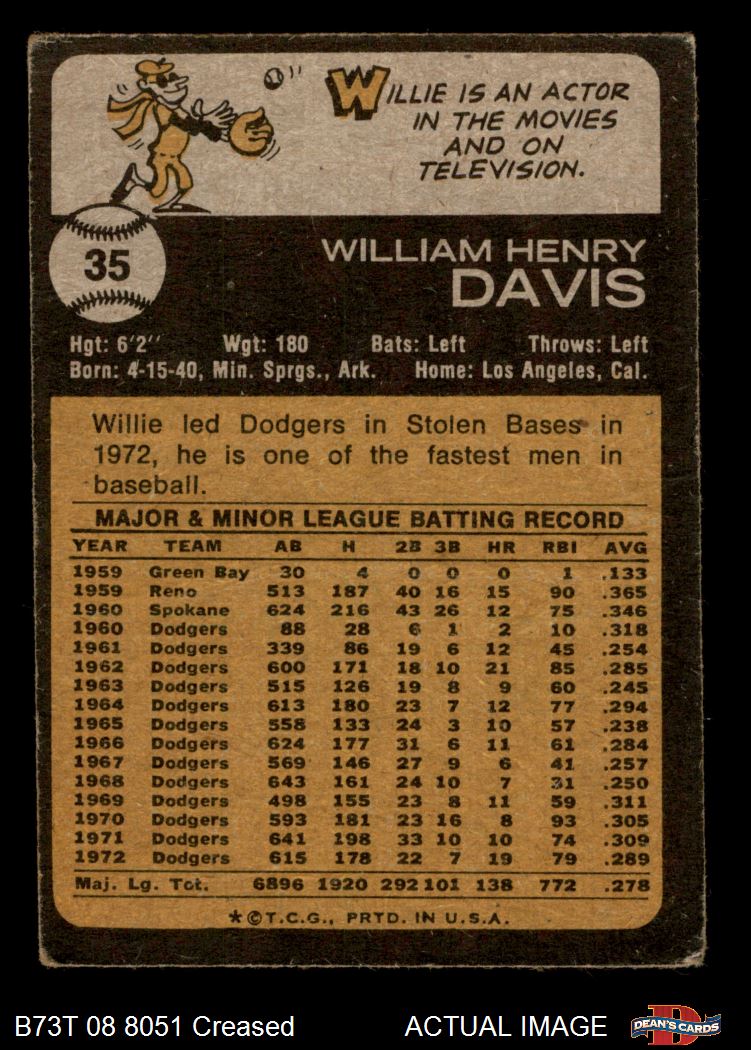 WILLIE IS AN ACTOR
IN THE MOVIES
AND ON
TELEVISION.
35
WILLIAM HENRY
DAVIS
Hgt: 6'2'' Wgt: 180 Bats: Left Throws: Left
Born: 4-15-40, Min. Sprgs., Ark. Home: Los Angeles, Cal.
Willie led Dodgers in Stolen Bases in
1972, he is one of the fastest men in
baseball.
MAJOR & MINOR LEAGUE BATTING RECORD
YEAR TEAM AB H 2B 3B HR RBI AVG
1959 Green Bay 30 4 0 0 0 1 .133
1959 Reno 513 187 40 16 15 90 .365
1960 Spokane 624 216 43 26 12 75 .346
1960 Dodgers 88 28 6 1 2 10 .318
1961 Dodgers 339 86 19 6 12 45 .254
1962 Dodgers 600 171 18 10 21 85 .285
1963 Dodgers 515 126 19 8 9 60 .245
1964 Dodgers 613 180 23 7 12 77 .294
1965 Dodgers 558 133 24 3 10 57 .238
1966 Dodgers 624 177 31 6 11 61 .284
1967 Dodgers 569 146 27 9 6 41 .257
1968 Dodgers 643 161 24 10 7 31 .250
1969 Dodgers 498 155 23 8 11 59 .311
1970 Dodgers 593 181 23 16 8 93 .305
1971 Dodgers 641 198 33 10 10 74 .309
1972 Dodgers 615 178 22 7 19 79 .289
Maj. Lg. Tot. 6896 1920 292 101 138 772 .278
*©T.C.G., PRTD. IN U.S.A.
B73T 08 8051 Creased ACTUAL IMAGE
D
DEAN'S CARDS